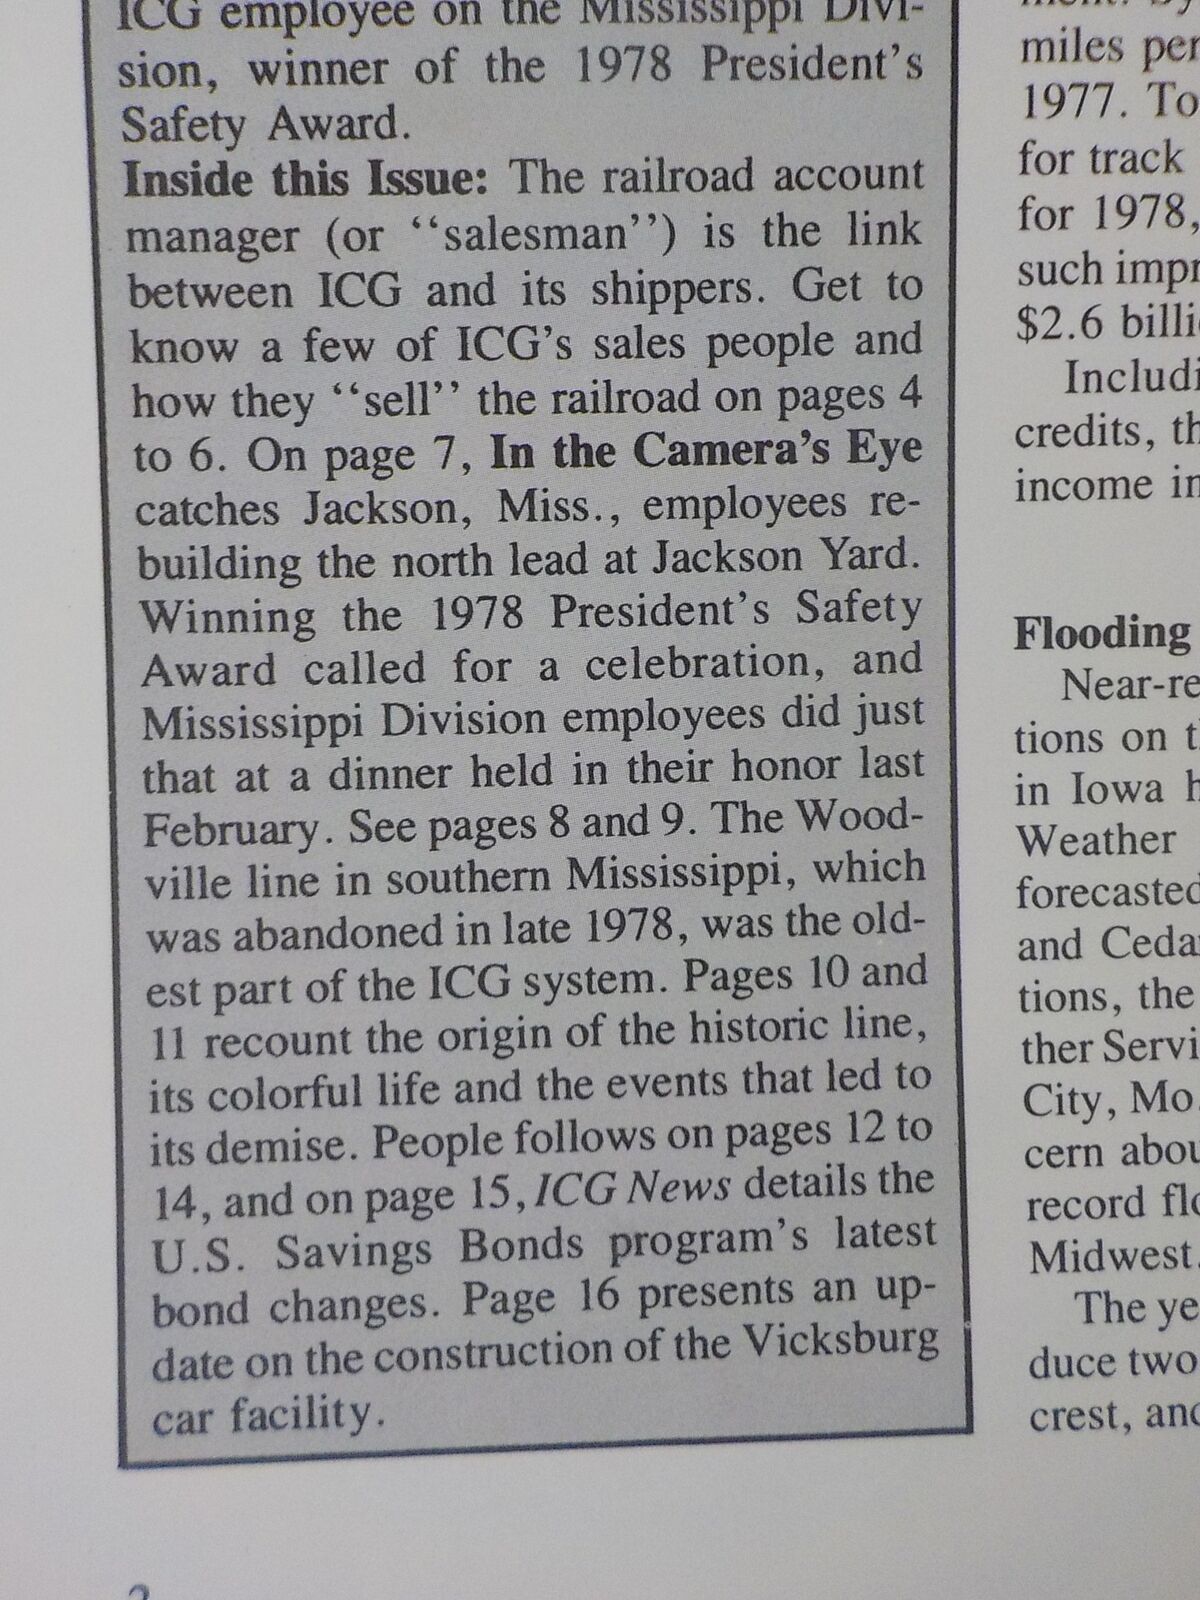 ICG employee on the Mississippi Divi-
sion, winner of the 1978 President's
Safety Award.
Inside this Issue: The railroad account
manager (or ‘‘salesman’’) is the link
between ICG and its shippers. Get to
know a few of ICG's sales people and
how they ‘‘sell’’ the railroad on pages 4
to 6. On page 7, In the Camera's Eye
catches Jackson, Miss., employees re-
building the north lead at Jackson Yard.
Winning the 1978 President's Safety
Award called for a celebration, and
Mississippi Division employees did just
that at a dinner held in their honor last
February. See pages 8 and 9. The Wood-
ville line in southern Mississippi, which
was abandoned in late 1978, was the old-
est part of the ICG system. Pages 10 and
11 recount the origin of the historic line,
its colorful life and the events that led to
its demise. People follows on pages 12 to
14, and on page 15, ICG News details the
U.S. Savings Bonds program's latest
bond changes. Page 16 presents an up-
date on the construction of the Vicksburg
car facility.
miles per
1977. To
for track
for 1978,
such impr
$2.6 billi
Includi
credits, th
income in
Flooding
Near-re
tions on t
in Iowa h
Weather
forecasted
and Cedar
tions, the
ther Servi
City, Mo.
cern abou
record flo
Midwest.
The ye
duce two
crest, and
2